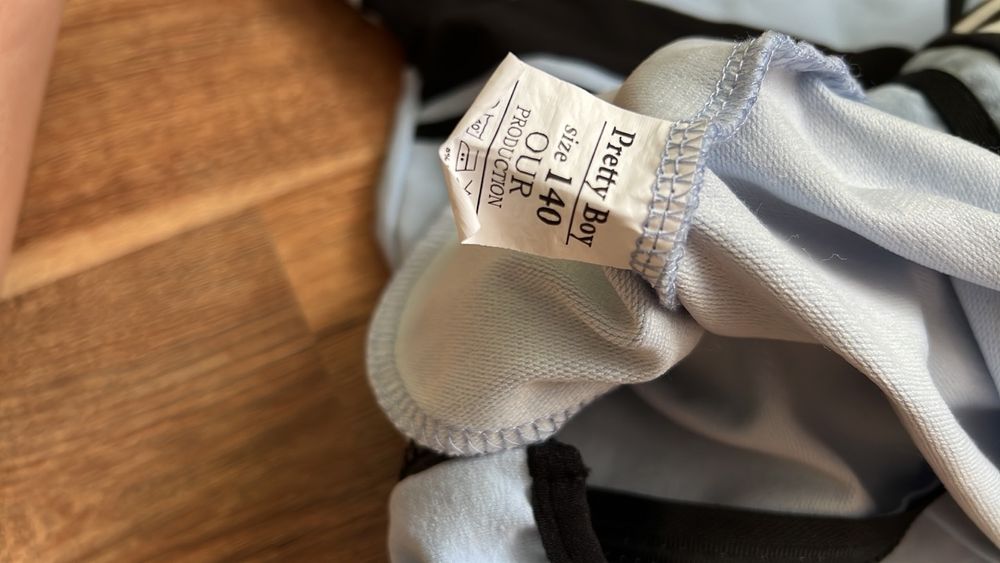 Pretty Boy
Size 140
OUR
PRODUCTION